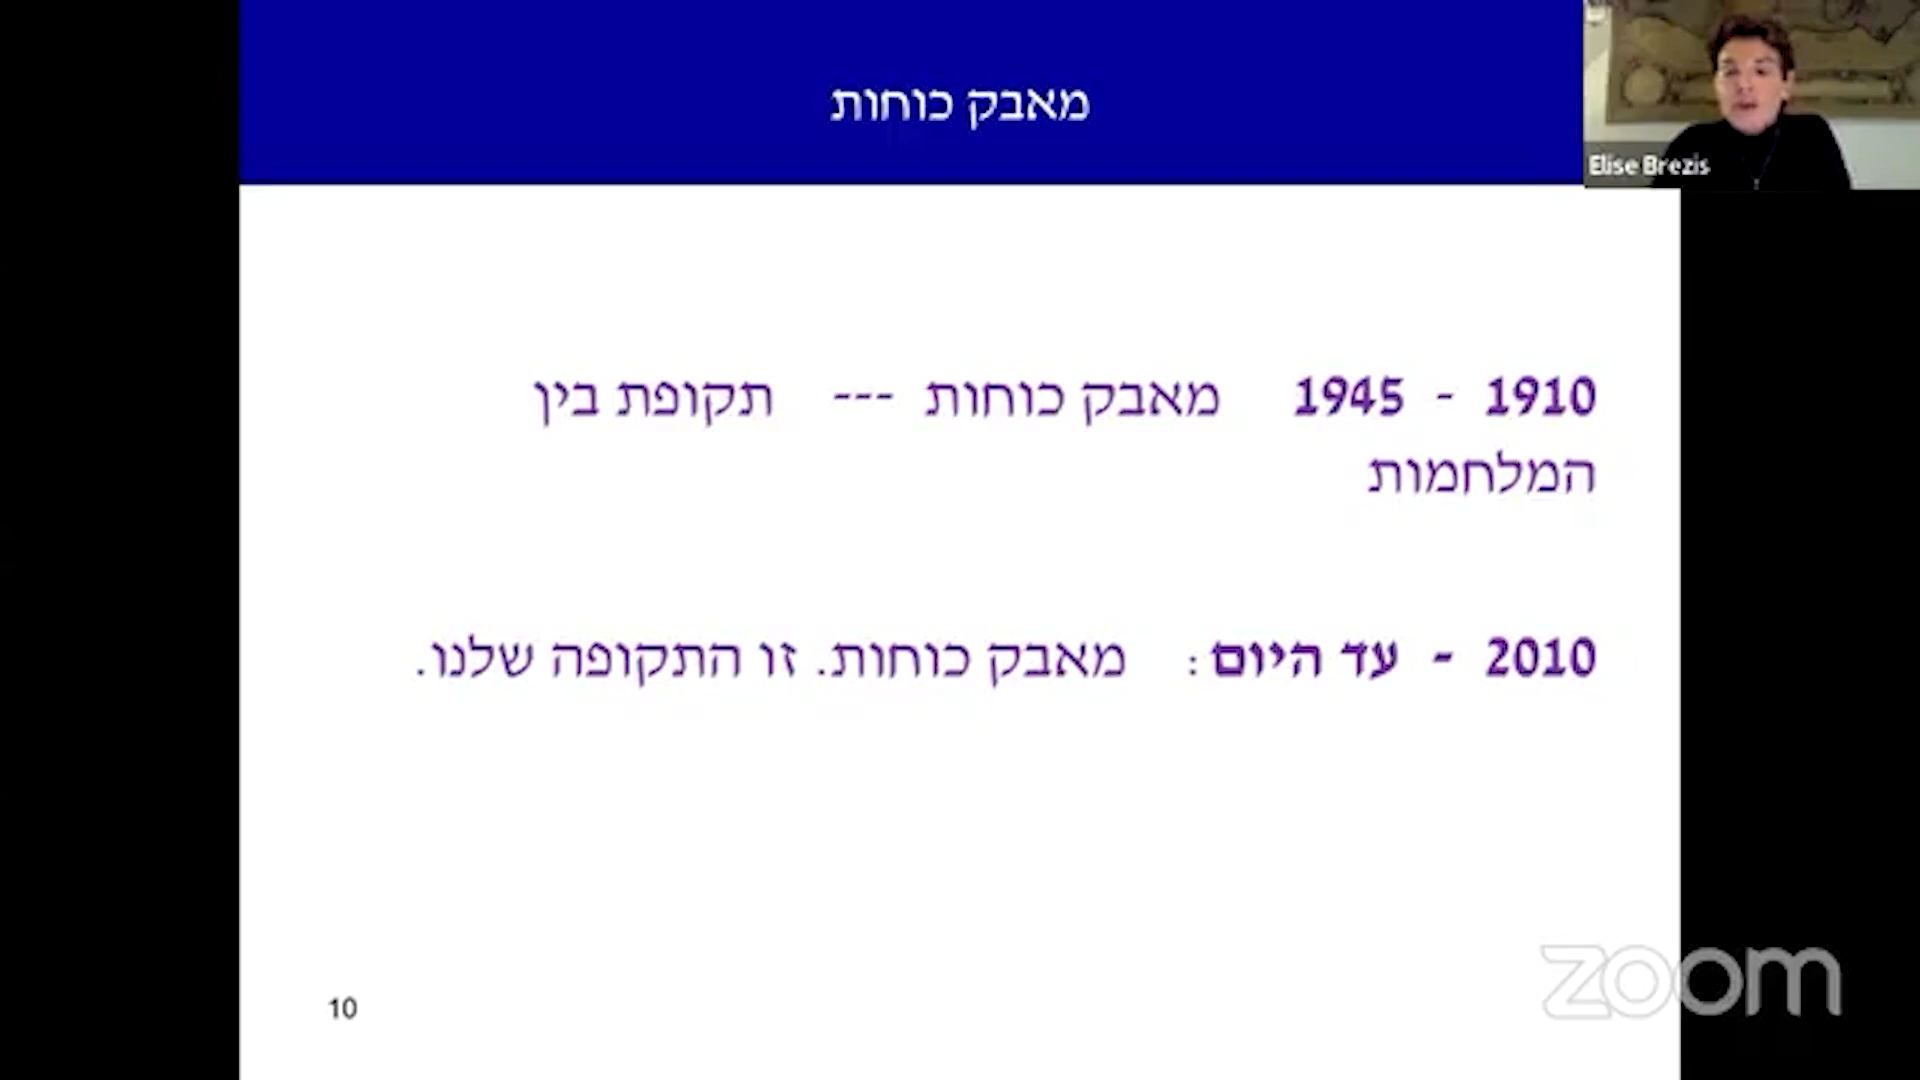 מאבק כוחות
Elise Brezis
1910 - 1945 מאבק כוחות --- תקופת בין
המלחמות
2010 - עד היום: מאבק כוחות. זו התקופה שלנו.
10
zoom